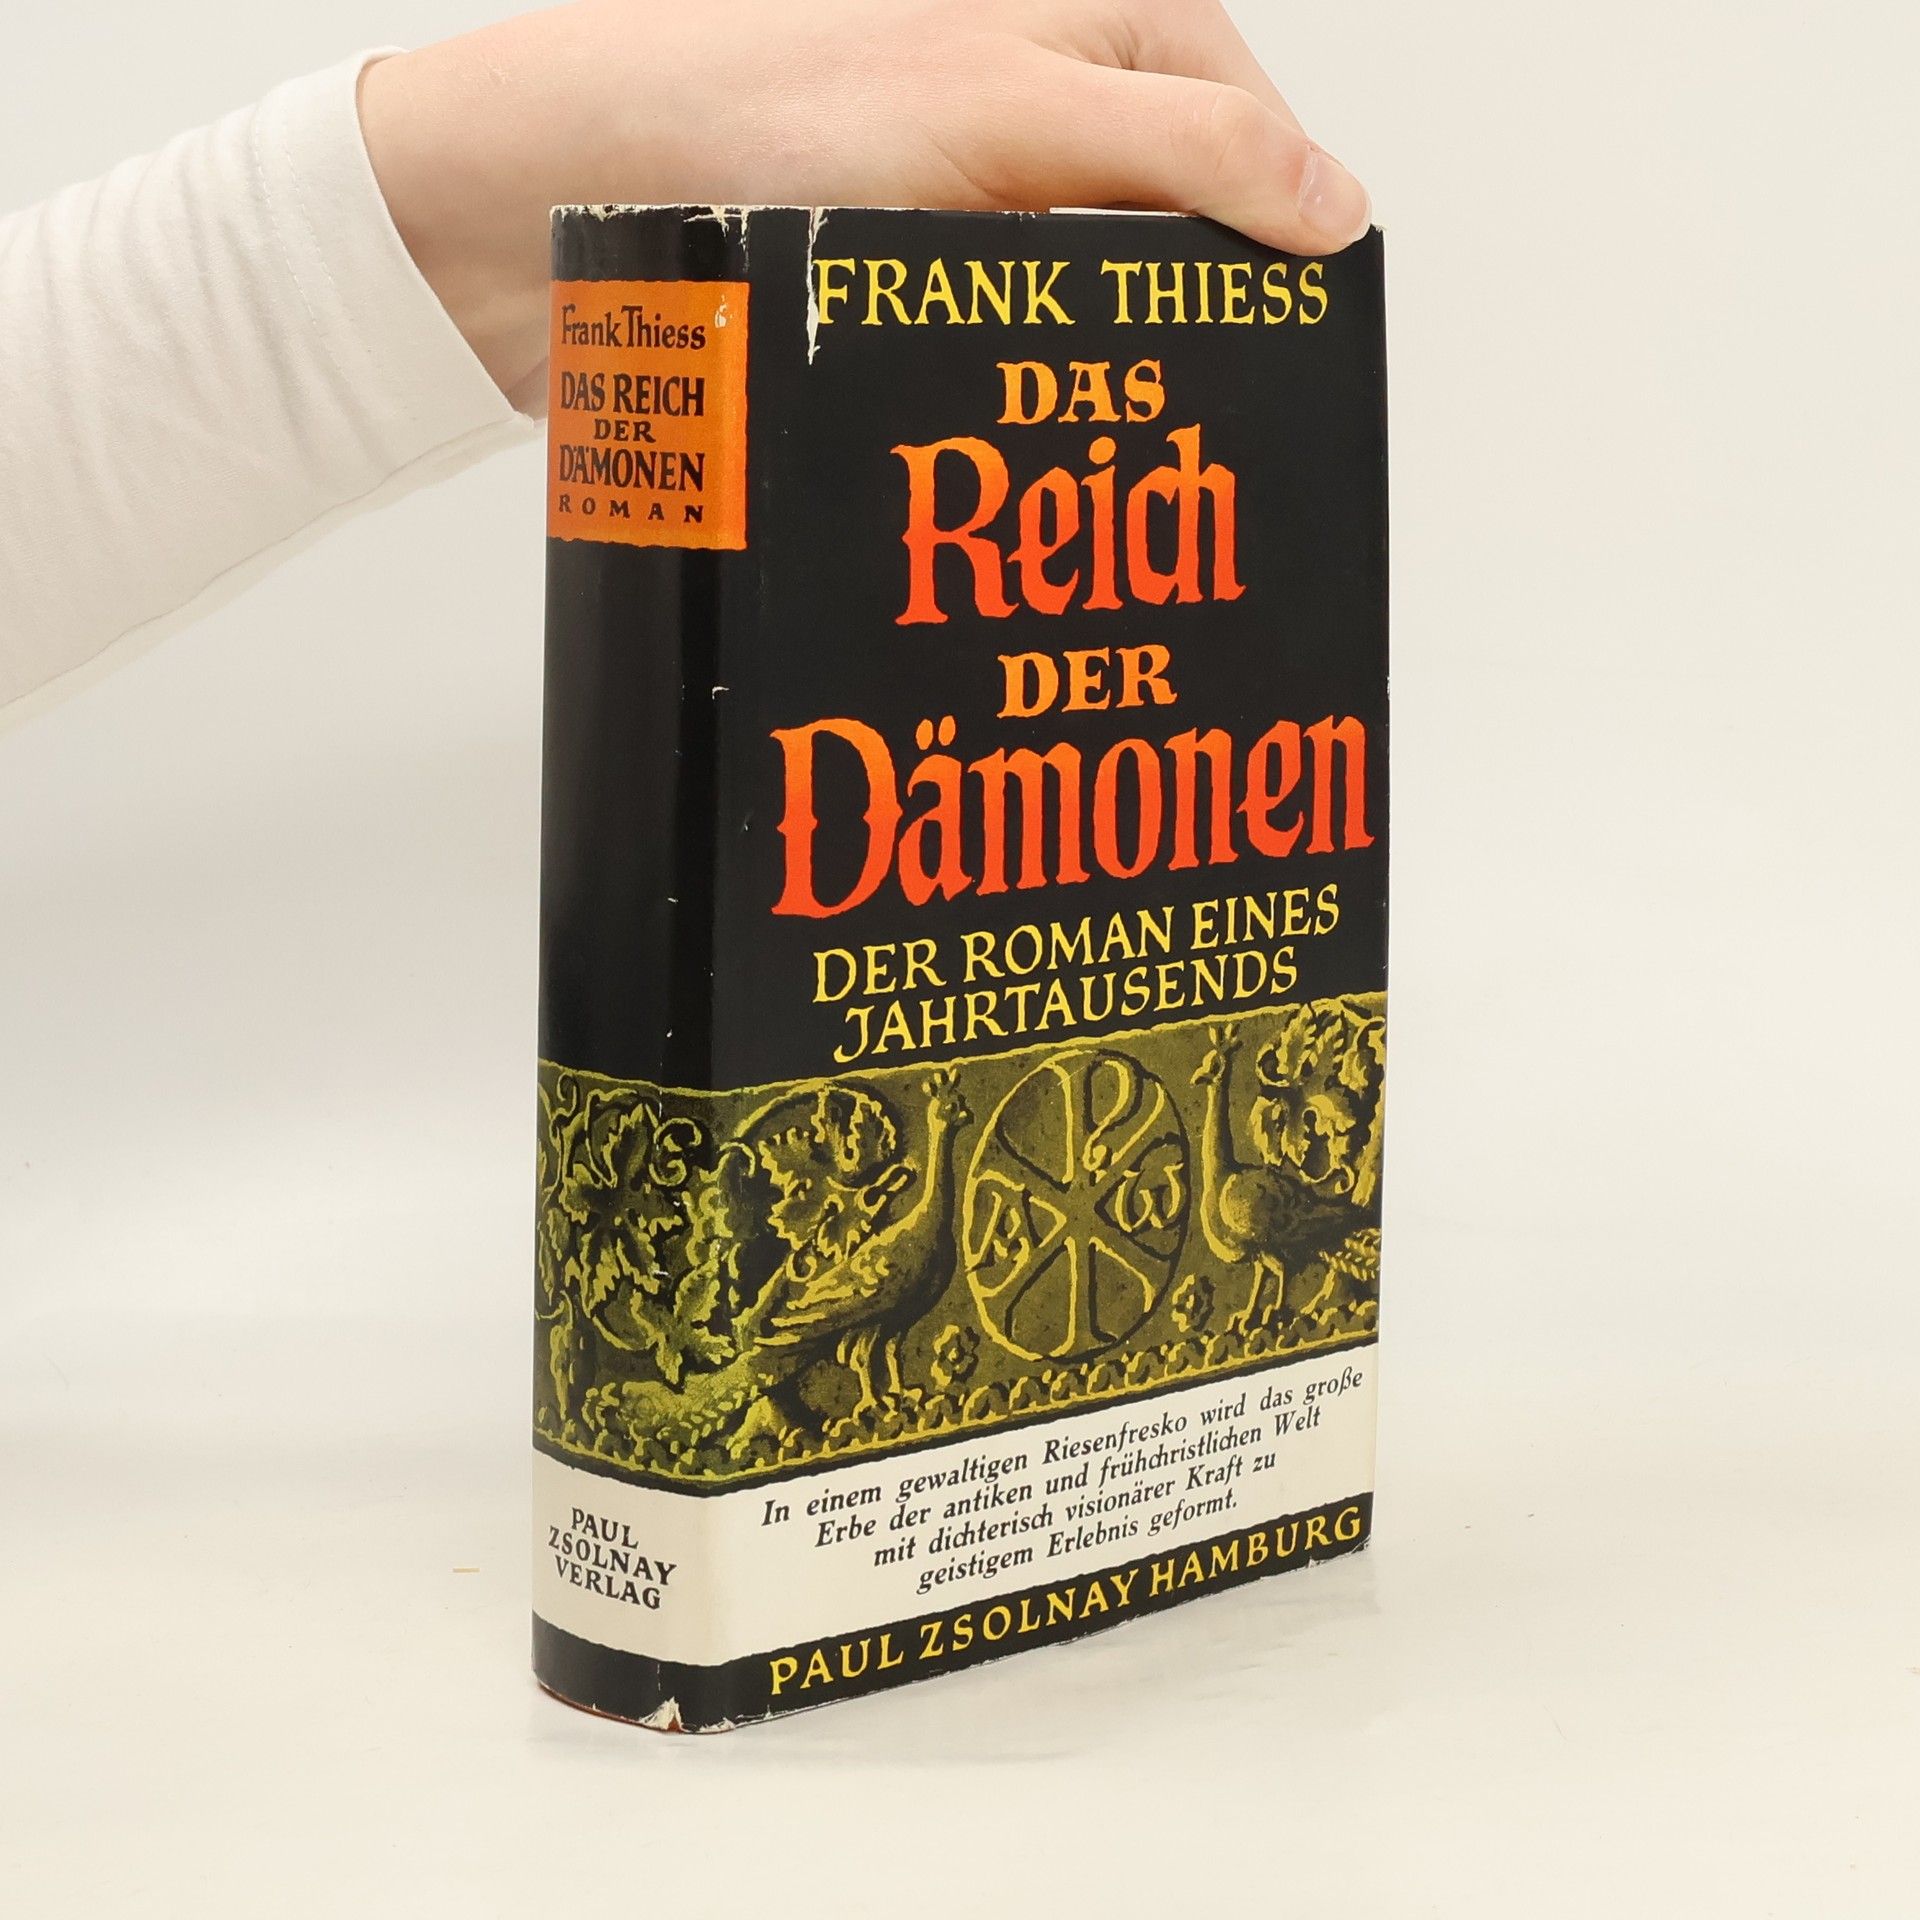 Frank Thiess
DAS REICH
DER
DÄMONEN
ROMAN
PAUL
ZSOLNAY
VERLAG
FRANK THIESS
DAS
Reich
DER
Dämonen
DER ROMAN EINES
JAHRTAUSENDS
In einem gewaltigen Riesenfresko wird das große
Erbe der antiken und frühchristlichen Welt
mit dichterisch visionärer Kraft zu
geistigem Erlebnis geformt.
PAUL ZSOLNAY HAMBURG